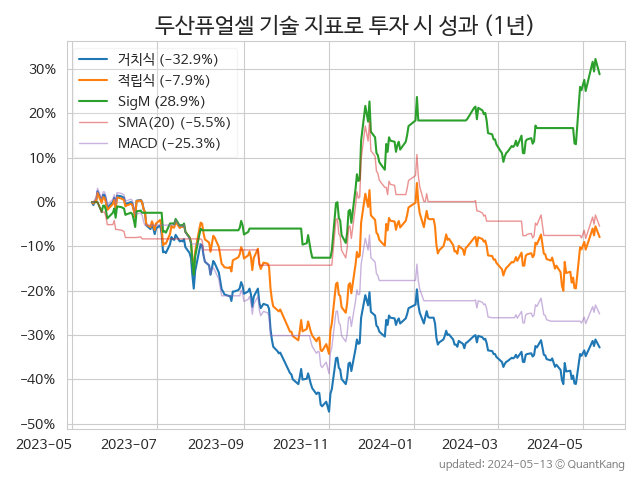 두산퓨얼셀 기술 지표로 투자 시 성과 (1년)
거치식 (−32.9%)
적립식 (−7.9%)
SigM (28.9%)
SMA(20) (−5.5%)
MACD (−25.3%)
30%
20%
10%
0%
−10%
−20%
−30%
−40%
−50%
2023-05 2023-07 2023-09 2023-11 2024-01 2024-03 2024-05
updated: 2024-05-13 ⓒ QuantKang